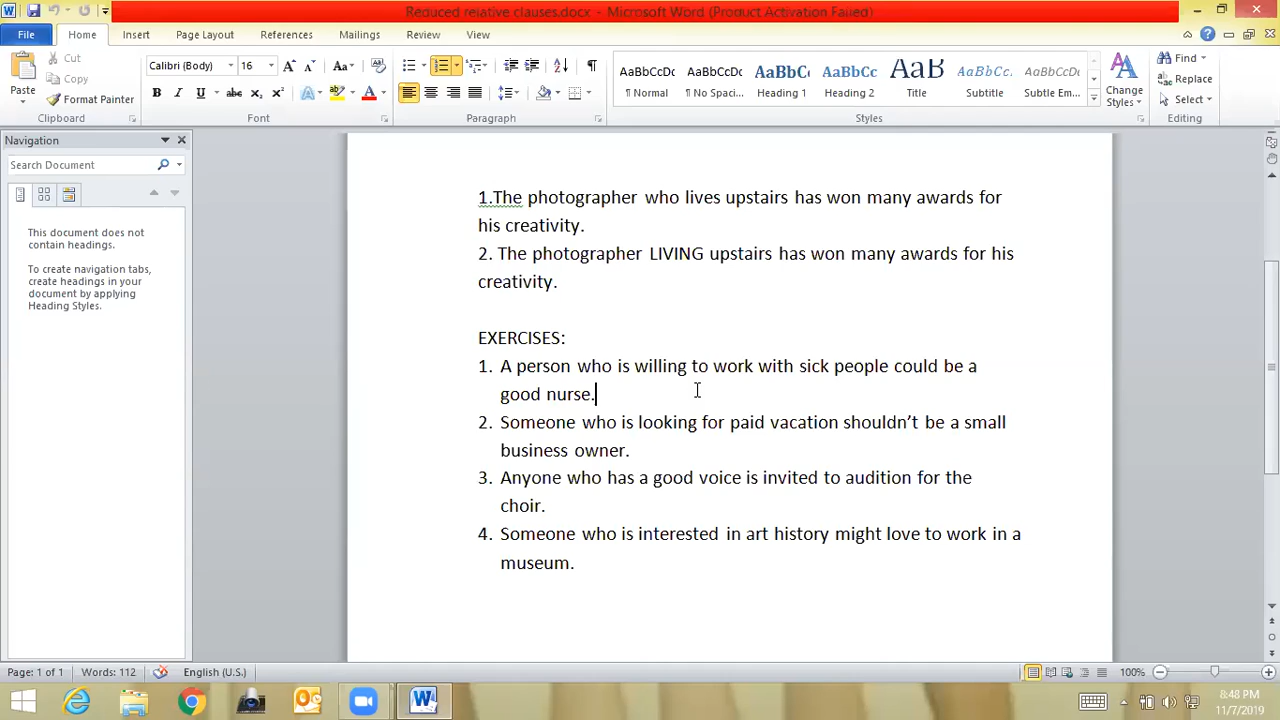 Reduced relative clauses.docx - Microsoft Word (Product Activation Failed)
File Home Insert Page Layout References Mailings Review View
Paste Cut Copy Format Painter
Calibri (Body) 16
AaBbCcDc AaBbCcDc AaBbC AaBbCc AaB AaBbCc. AaBbCcDc
¶ Normal ¶ No Spaci... Heading 1 Heading 2 Title Subtitle Subtle Em...
Change Styles
Find Replace Select
Clipboard Font Paragraph Styles Editing
Navigation
Search Document
This document does not
contain headings.
To create navigation tabs,
create headings in your
document by applying
Heading Styles.
1.The photographer who lives upstairs has won many awards for
his creativity.
2. The photographer LIVING upstairs has won many awards for his
creativity.
EXERCISES:
1. A person who is willing to work with sick people could be a
good nurse.
2. Someone who is looking for paid vacation shouldn’t be a small
business owner.
3. Anyone who has a good voice is invited to audition for the
choir.
4. Someone who is interested in art history might love to work in a
museum.
Page: 1 of 1 Words: 112 English (U.S.) 100%
8:48 PM
11/7/2019